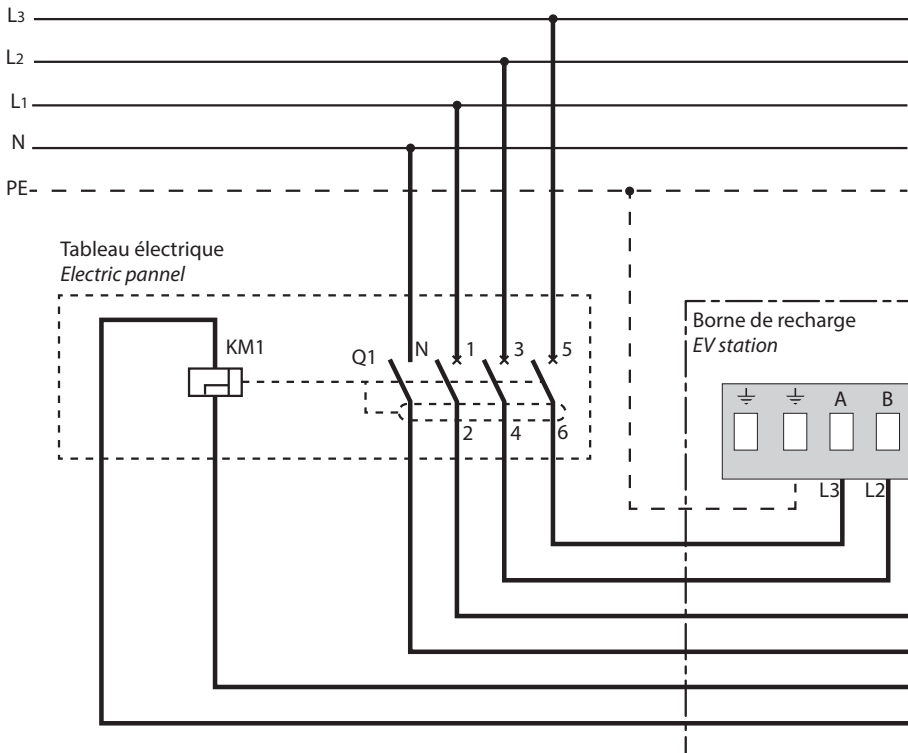 L3
L2
L1
N
PE
Tableau électrique
Electric pannel
Borne de recharge
EV station
KM1
Q1 N 1 3 5
A B
2 4 6
L3 L2